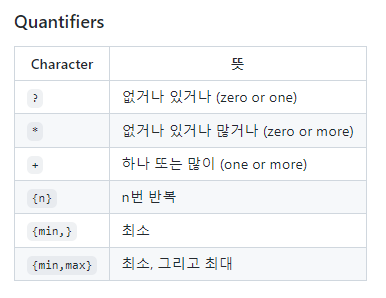 Quantifiers
Character 뜻
? 없거나 있거나 (zero or one)
* 없거나 있거나 많거나 (zero or more)
+ 하나 또는 많이 (one or more)
{n} n번 반복
{min,} 최소
{min,max} 최소, 그리고 최대